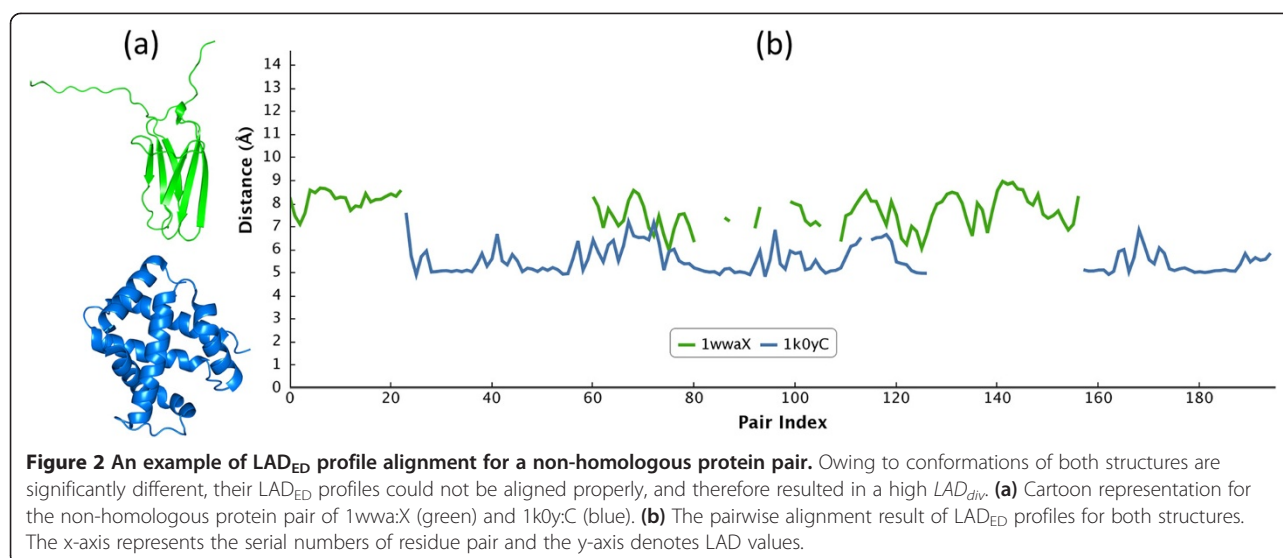 (a)
(b)
Distance (Å)
14
13
12
11
10
9
8
7
6
5
4
3
2
1
0
1wwaX 1k0yC
0 20 40 60 80 100 120 140 160 180
Pair Index
Figure 2 An example of LAD_ED profile alignment for a non-homologous protein pair. Owing to conformations of both structures are
significantly different, their LAD_ED profiles could not be aligned properly, and therefore resulted in a high LAD_div. (a) Cartoon representation for
the non-homologous protein pair of 1wwa:X (green) and 1k0y:C (blue). (b) The pairwise alignment result of LAD_ED profiles for both structures.
The x-axis represents the serial numbers of residue pair and the y-axis denotes LAD values.